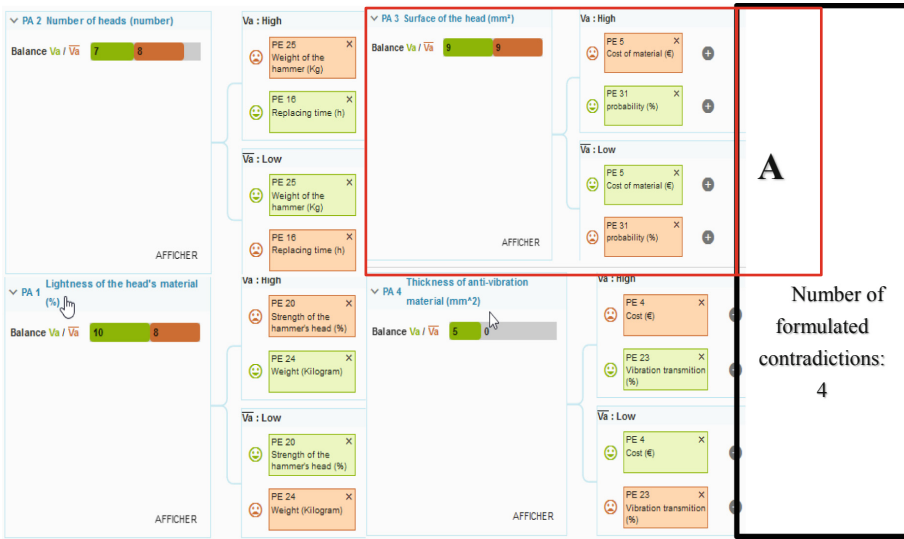 PA 2 Number of heads (number)
Balance Va / Va
7
8
AFFICHER
Va : High
PE 25
X
Weight of the
hammer (Kg)
PE 16
X
Replacing time (h)
Va : Low
PE 25
X
Weight of the
hammer (Kg)
PE 16
X
Replacing time (h)
PA 3 Surface of the head (mm²)
Balance Va / Va
9
9
AFFICHER
Va : High
PE 5
X
Cost of material (€)
PE 31
X
probability (%)
Va : Low
PE 5
X
Cost of material (€)
PE 31
X
probability (%)
A
PA 1
Lightness of the head's material
(%)
Balance Va / Va
10
8
AFFICHER
Va : High
PE 20
X
Strength of the
hammer's head (%)
PE 24
X
Weight (Kilogram)
Va : Low
PE 20
X
Strength of the
hammer's head (%)
PE 24
X
Weight (Kilogram)
PA 4
Thickness of anti-vibration
material (mm^2)
Balance Va / Va
5
0
AFFICHER
Va : High
PE 4
X
Cost (€)
PE 23
X
Vibration transmition
(%)
Va : Low
PE 4
X
Cost (€)
PE 23
X
Vibration transmition
(%)
Number of
formulated
contradictions:
4